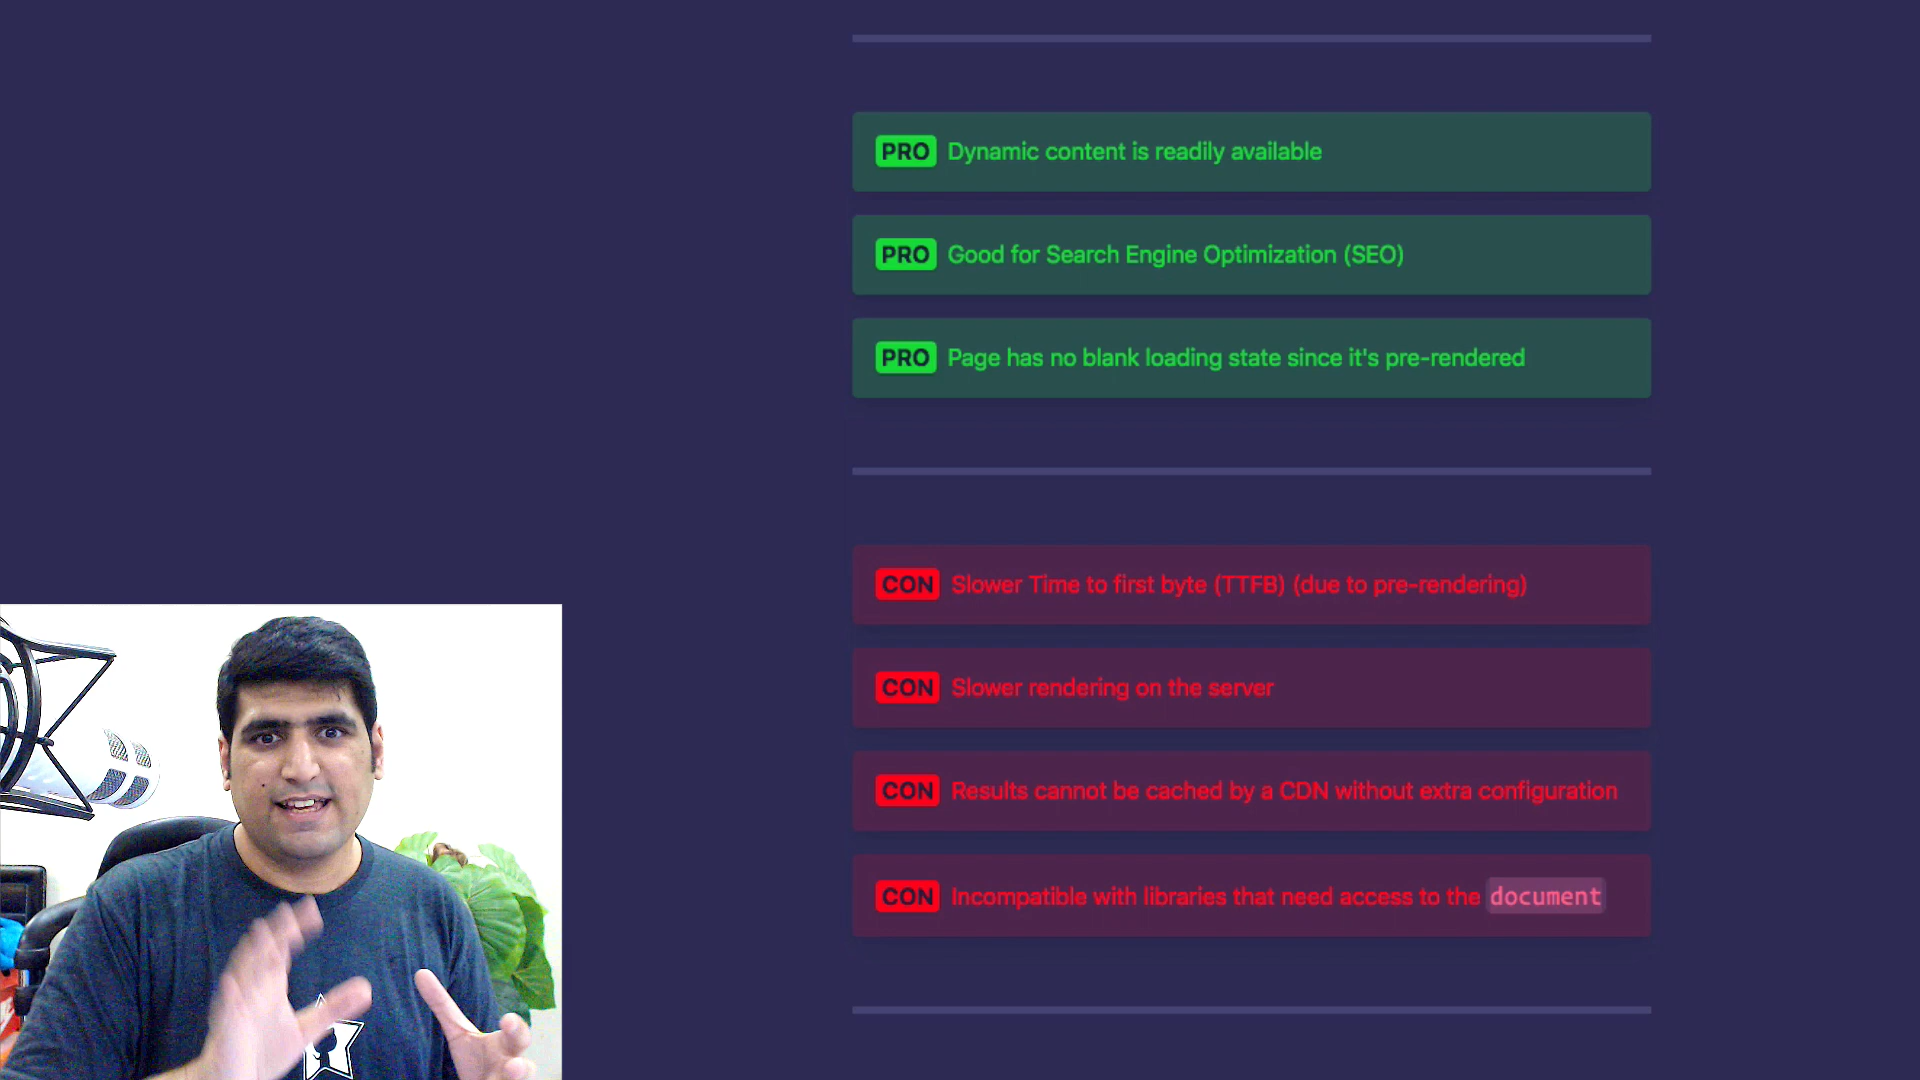 PRO Dynamic content is readily available
PRO Good for Search Engine Optimization (SEO)
PRO Page has no blank loading state since it's pre-rendered
CON Slower Time to first byte (TTFB) (due to pre-rendering)
CON Slower rendering on the server
CON Results cannot be cached by a CDN without extra configuration
CON Incompatible with libraries that need access to the document